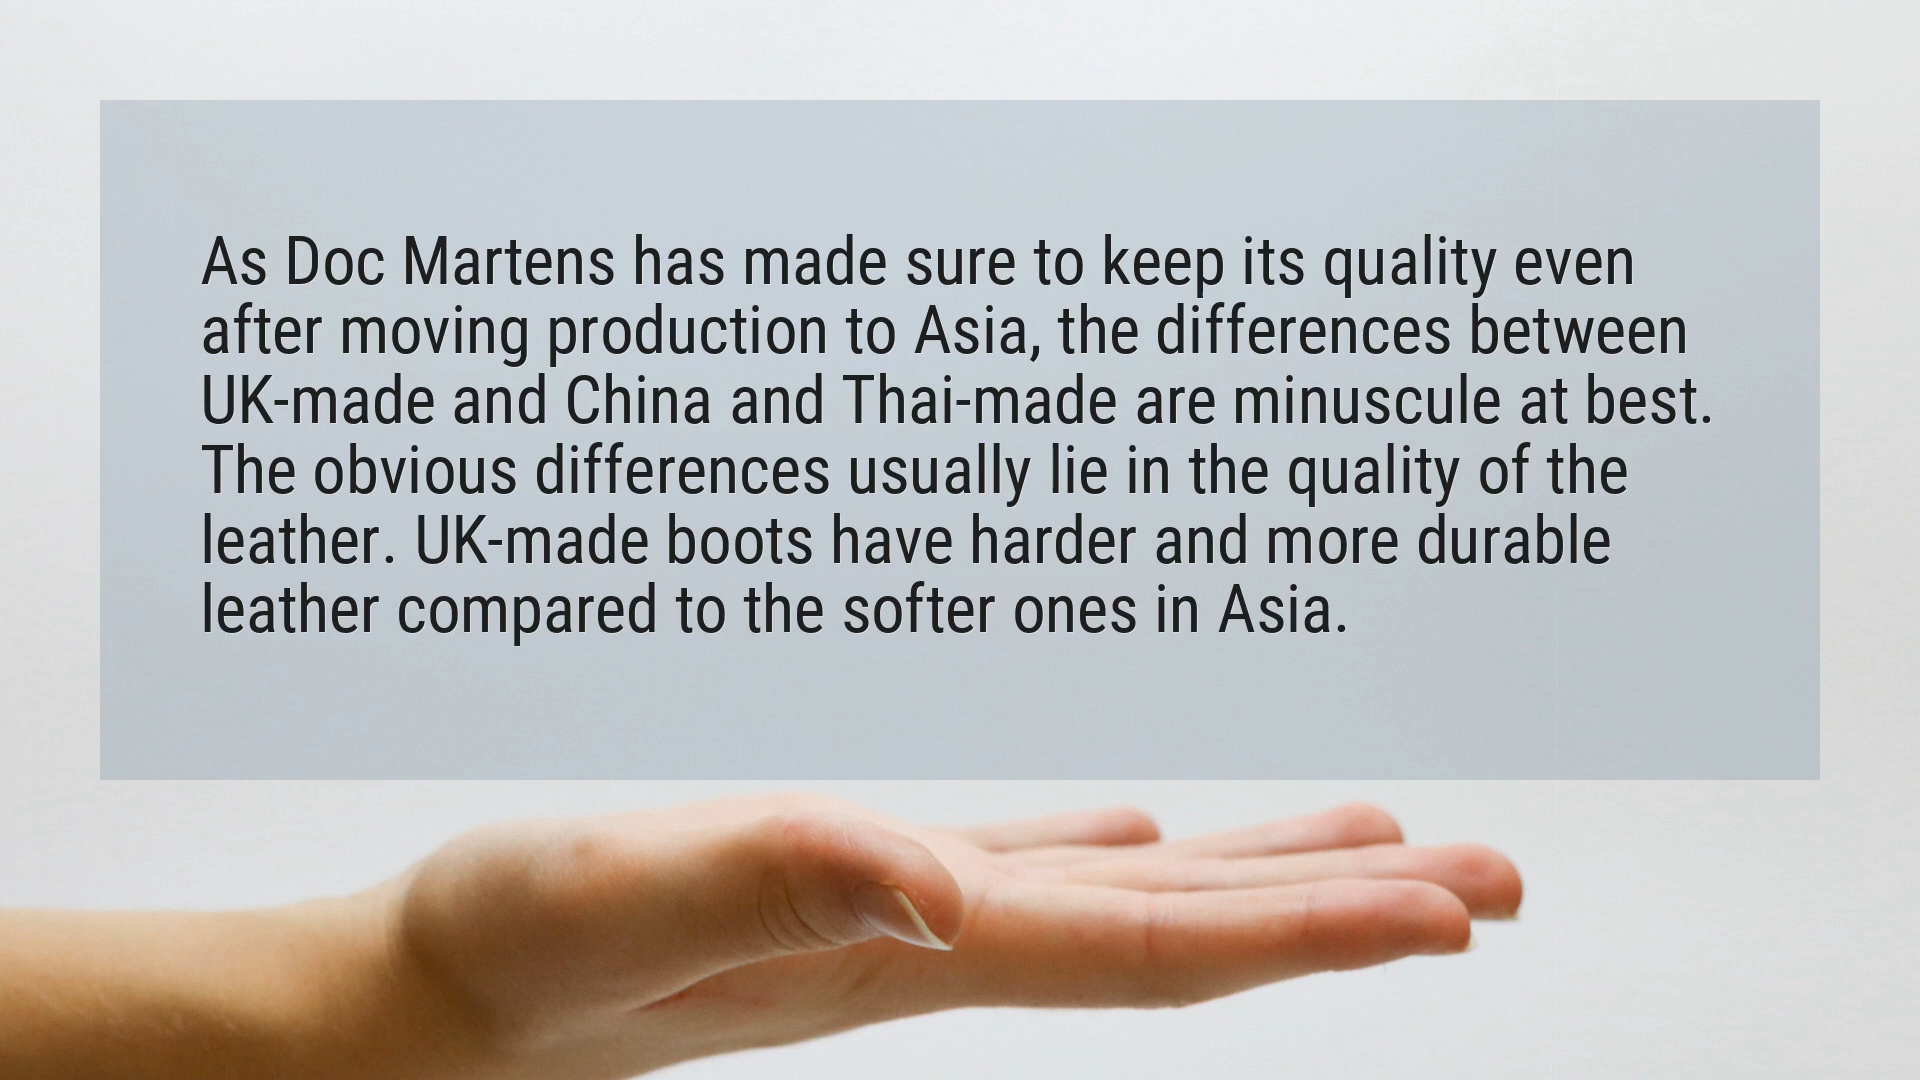 As Doc Martens has made sure to keep its quality even
after moving production to Asia, the differences between
UK-made and China and Thai-made are minuscule at best.
The obvious differences usually lie in the quality of the
leather. UK-made boots have harder and more durable
leather compared to the softer ones in Asia.